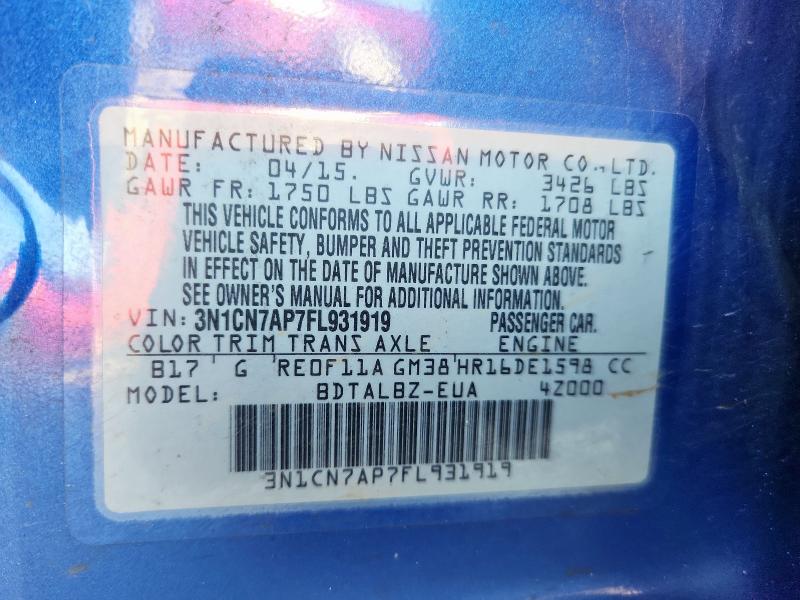 MANUFACTURED BY NISSAN MOTOR CO., LTD.
DATE: 04/15. GVWR: 3426 LBS
GAWR FR: 1750 LBS GAWR RR: 1708 LBS
THIS VEHICLE CONFORMS TO ALL APPLICABLE FEDERAL MOTOR
VEHICLE SAFETY, BUMPER AND THEFT PREVENTION STANDARDS
IN EFFECT ON THE DATE OF MANUFACTURE SHOWN ABOVE.
SEE OWNER'S MANUAL FOR ADDITIONAL INFORMATION.
VIN: 3N1CN7AP7FL931919 PASSENGER CAR.
COLOR TRIM TRANS AXLE ENGINE
B17 G RE0F11A GM38 HR16DE1598 CC
MODEL: BDTALBZ-EUA 4Z000
3N1CN7AP7FL931919